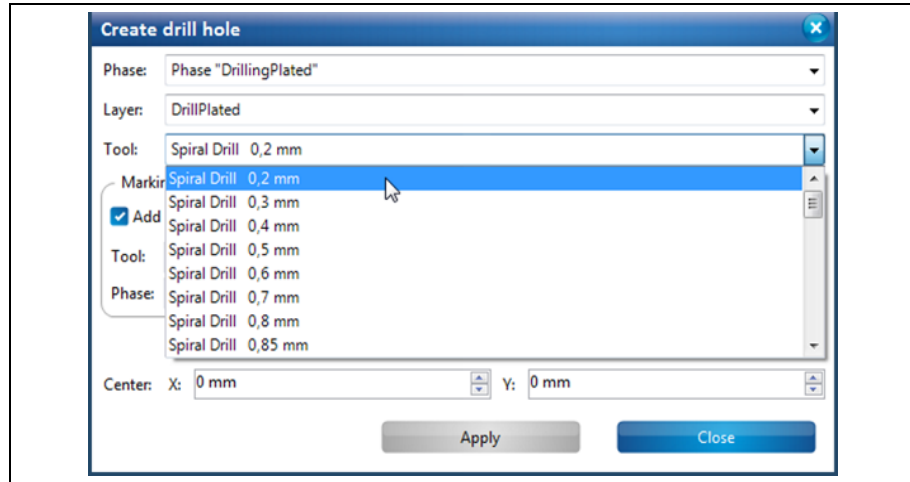 Create drill hole
Phase: Phase "DrillingPlated"
Layer: DrillPlated
Tool: Spiral Drill 0,2 mm
Spiral Drill 0,2 mm
Spiral Drill 0,3 mm
Add Spiral Drill 0,4 mm
Tool: Spiral Drill 0,5 mm
Spiral Drill 0,6 mm
Phase: Spiral Drill 0,7 mm
Spiral Drill 0,8 mm
Spiral Drill 0,85 mm
Center: X: 0 mm Y: 0 mm
Apply Close